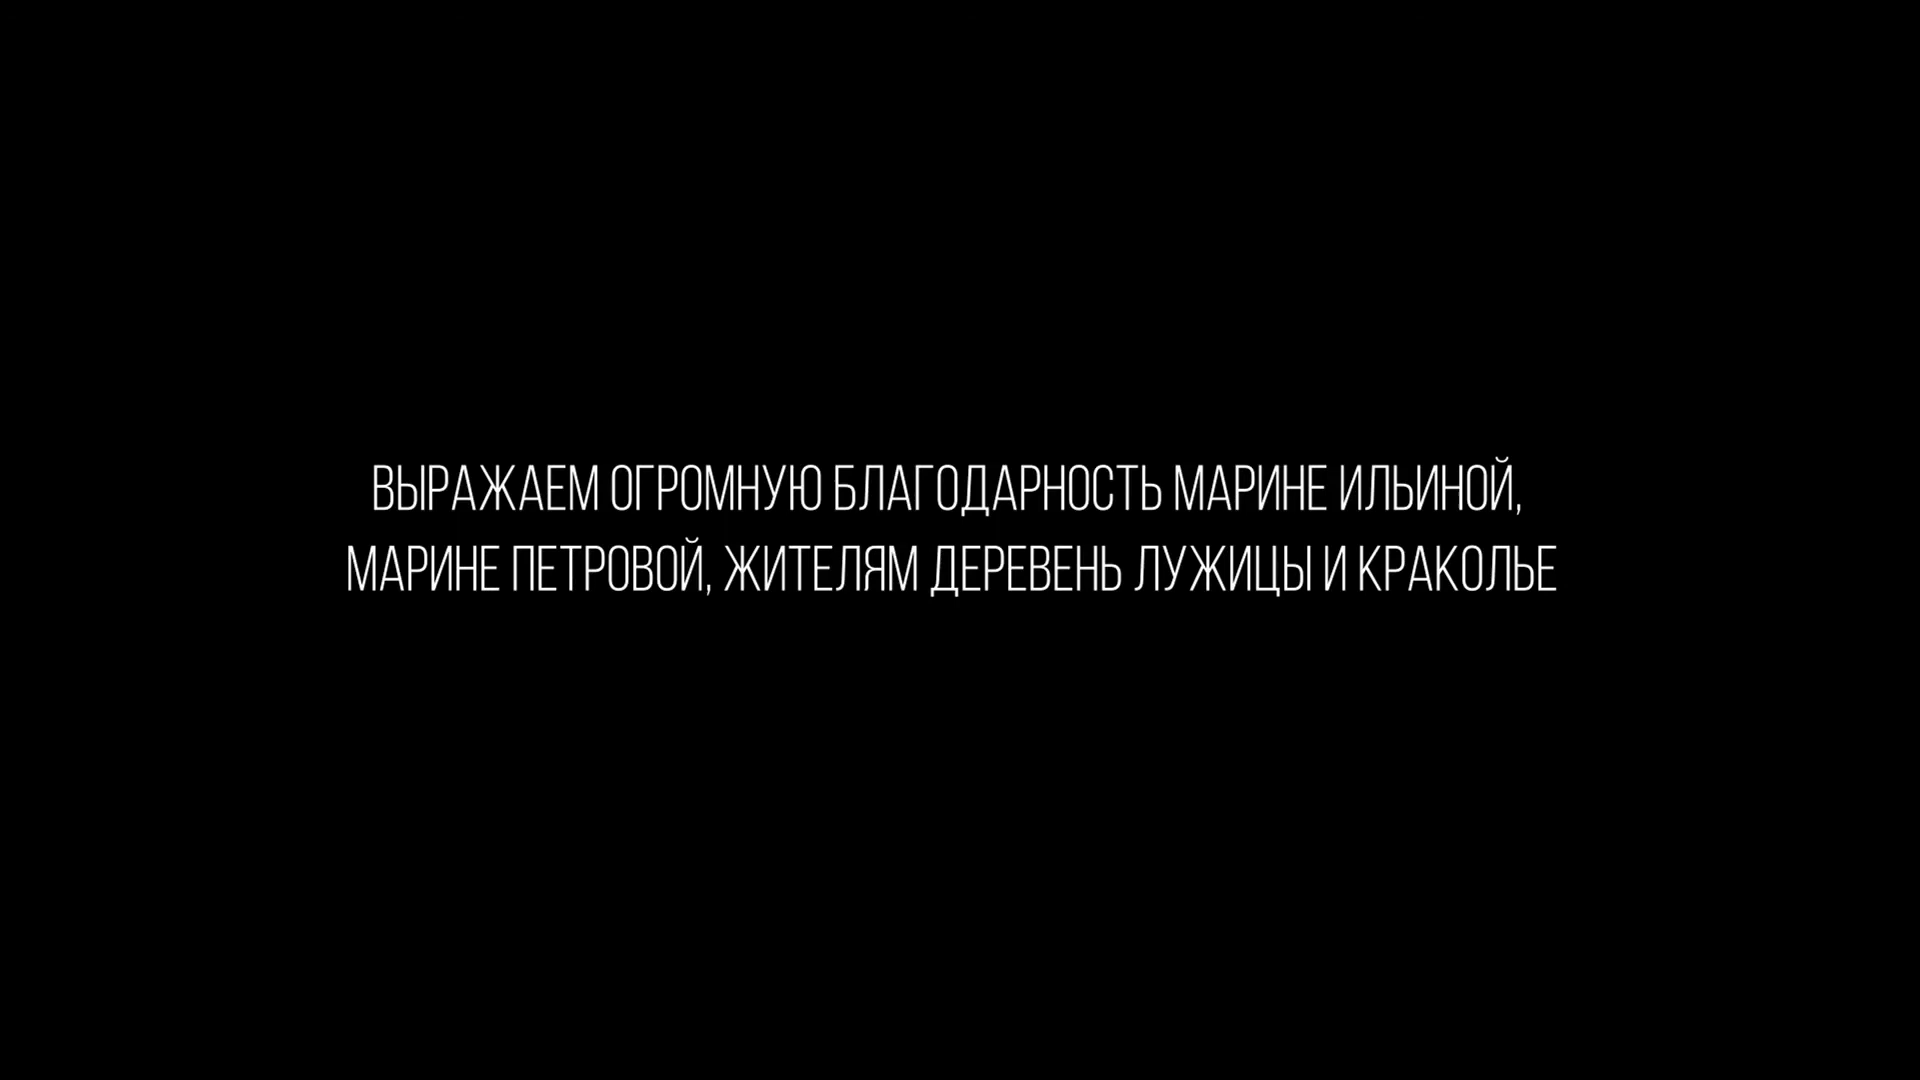 ВЫРАЖАЕМ ОГРОМНУЮ БЛАГОДАРНОСТЬ МАРИНЕ ИЛЬИНОЙ,
МАРИНЕ ПЕТРОВОЙ, ЖИТЕЛЯМ ДЕРЕВЕНЬ ЛУЖИЦЫ И КРАКОЛЬЕ